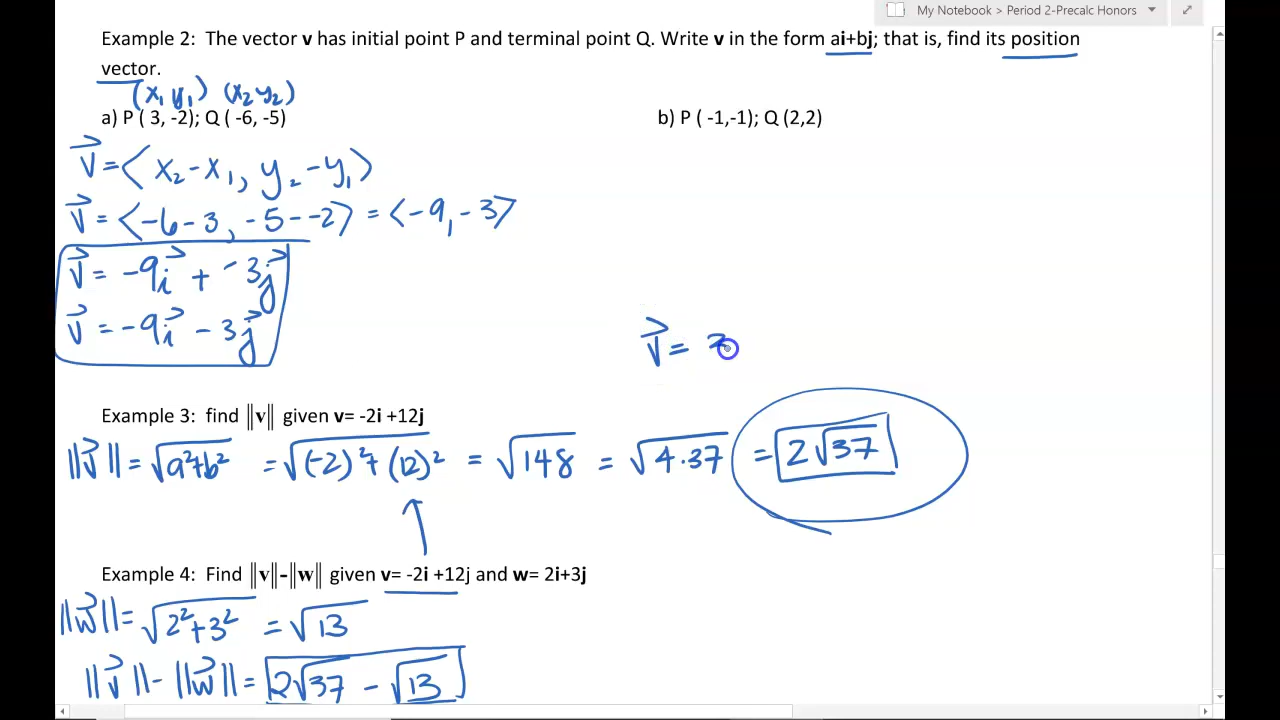 My Notebook > Period 2-Precalc Honors
Example 2: The vector v has initial point P and terminal point Q. Write v in the form ai+bj; that is, find its position
vector.
(x₁ y₁) (x₂ y₂)
a) P ( 3, -2); Q ( -6, -5)
b) P ( -1,-1); Q (2,2)
v⃗ = ⟨x₂ - x₁, y₂ - y₁⟩
v⃗ = ⟨-6 - 3, -5 - -2⟩ = ⟨-9, -3⟩
v⃗ = -9i⃗ + -3j⃗
v⃗ = -9i⃗ - 3j⃗
v⃗ = 3
Example 3: find ‖v‖ given v= -2i +12j
‖v⃗‖ = √(a²+b²) = √((-2)² + (12)²) = √148 = √(4·37) = 2√37
Example 4: Find ‖v‖-‖w‖ given v= -2i +12j and w= 2i+3j
‖w⃗‖ = √(2²+3²) = √13
‖v⃗‖ - ‖w⃗‖ = 2√37 - √13